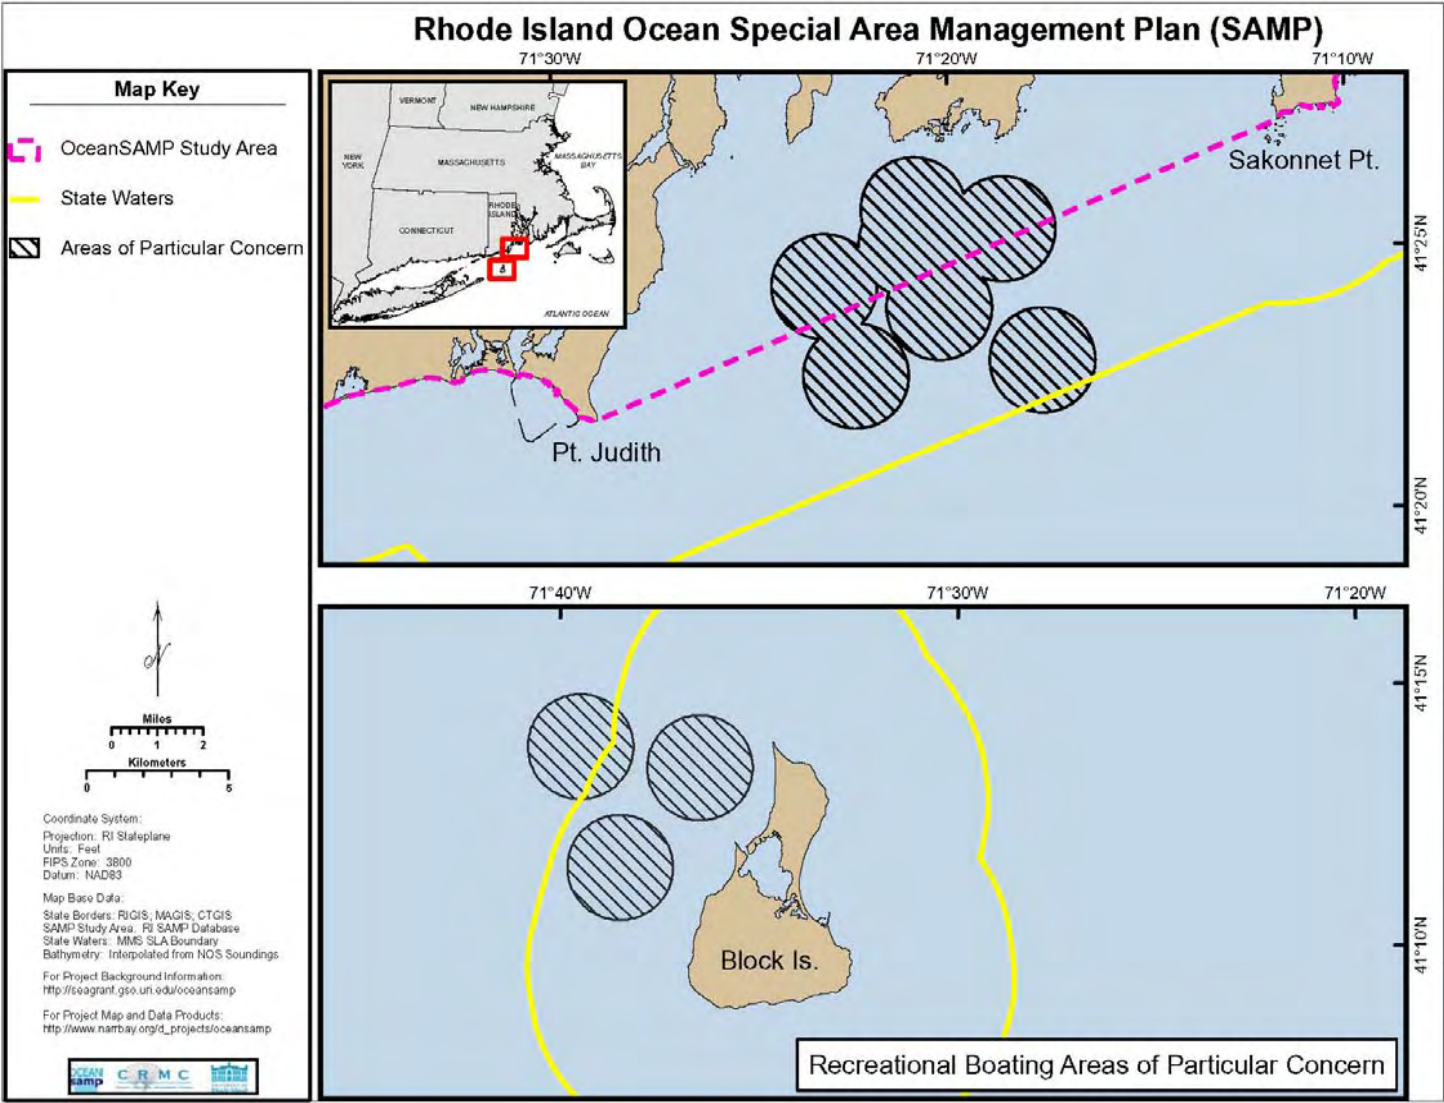 Rhode Island Ocean Special Area Management Plan (SAMP)
Map Key
OceanSAMP Study Area
State Waters
Areas of Particular Concern
Miles
0 1 2
Kilometers
0 5
Coordinate System:
Projection: RI Stateplane
Units: Feet
FIPS Zone: 3800
Datum: NAD83
Map Base Data:
State Borders: RIGIS; MAGIS; CTGIS
SAMP Study Area: RI SAMP Database
State Waters: MMS SLA Boundary
Bathymetry: Interpolated from NOS Soundings
For Project Background Information:
http://seagrant.gso.uri.edu/oceansamp
For Project Map and Data Products:
http://www.narrbay.org/d_projects/oceansamp
OCEAN
samp
CRMC
71°30'W
71°20'W
71°10'W
VERMONT
NEW HAMPSHIRE
NEW
YORK
MASSACHUSETTS
MASSACHUSETTS
BAY
RHODE
ISLAND
CONNECTICUT
ATLANTIC OCEAN
Sakonnet Pt.
Pt. Judith
41°25'N
41°20'N
71°40'W
71°30'W
71°20'W
41°15'N
41°10'N
Block Is.
Recreational Boating Areas of Particular Concern